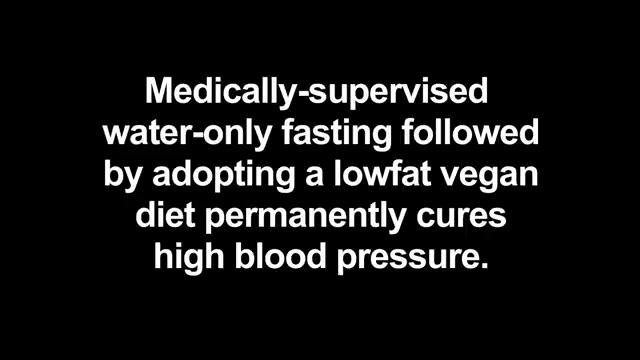 Medically-supervised
water-only fasting followed
by adopting a lowfat vegan
diet permanently cures
high blood pressure.